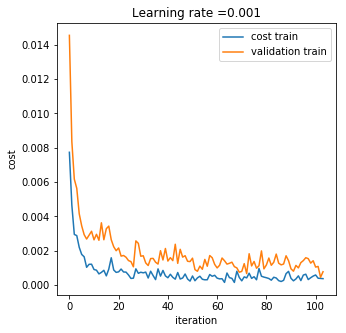 Learning rate =0.001
cost train
validation train
0.014
0.012
0.010
0.008
0.006
0.004
0.002
0.000
cost
0
20
40
60
80
100
iteration